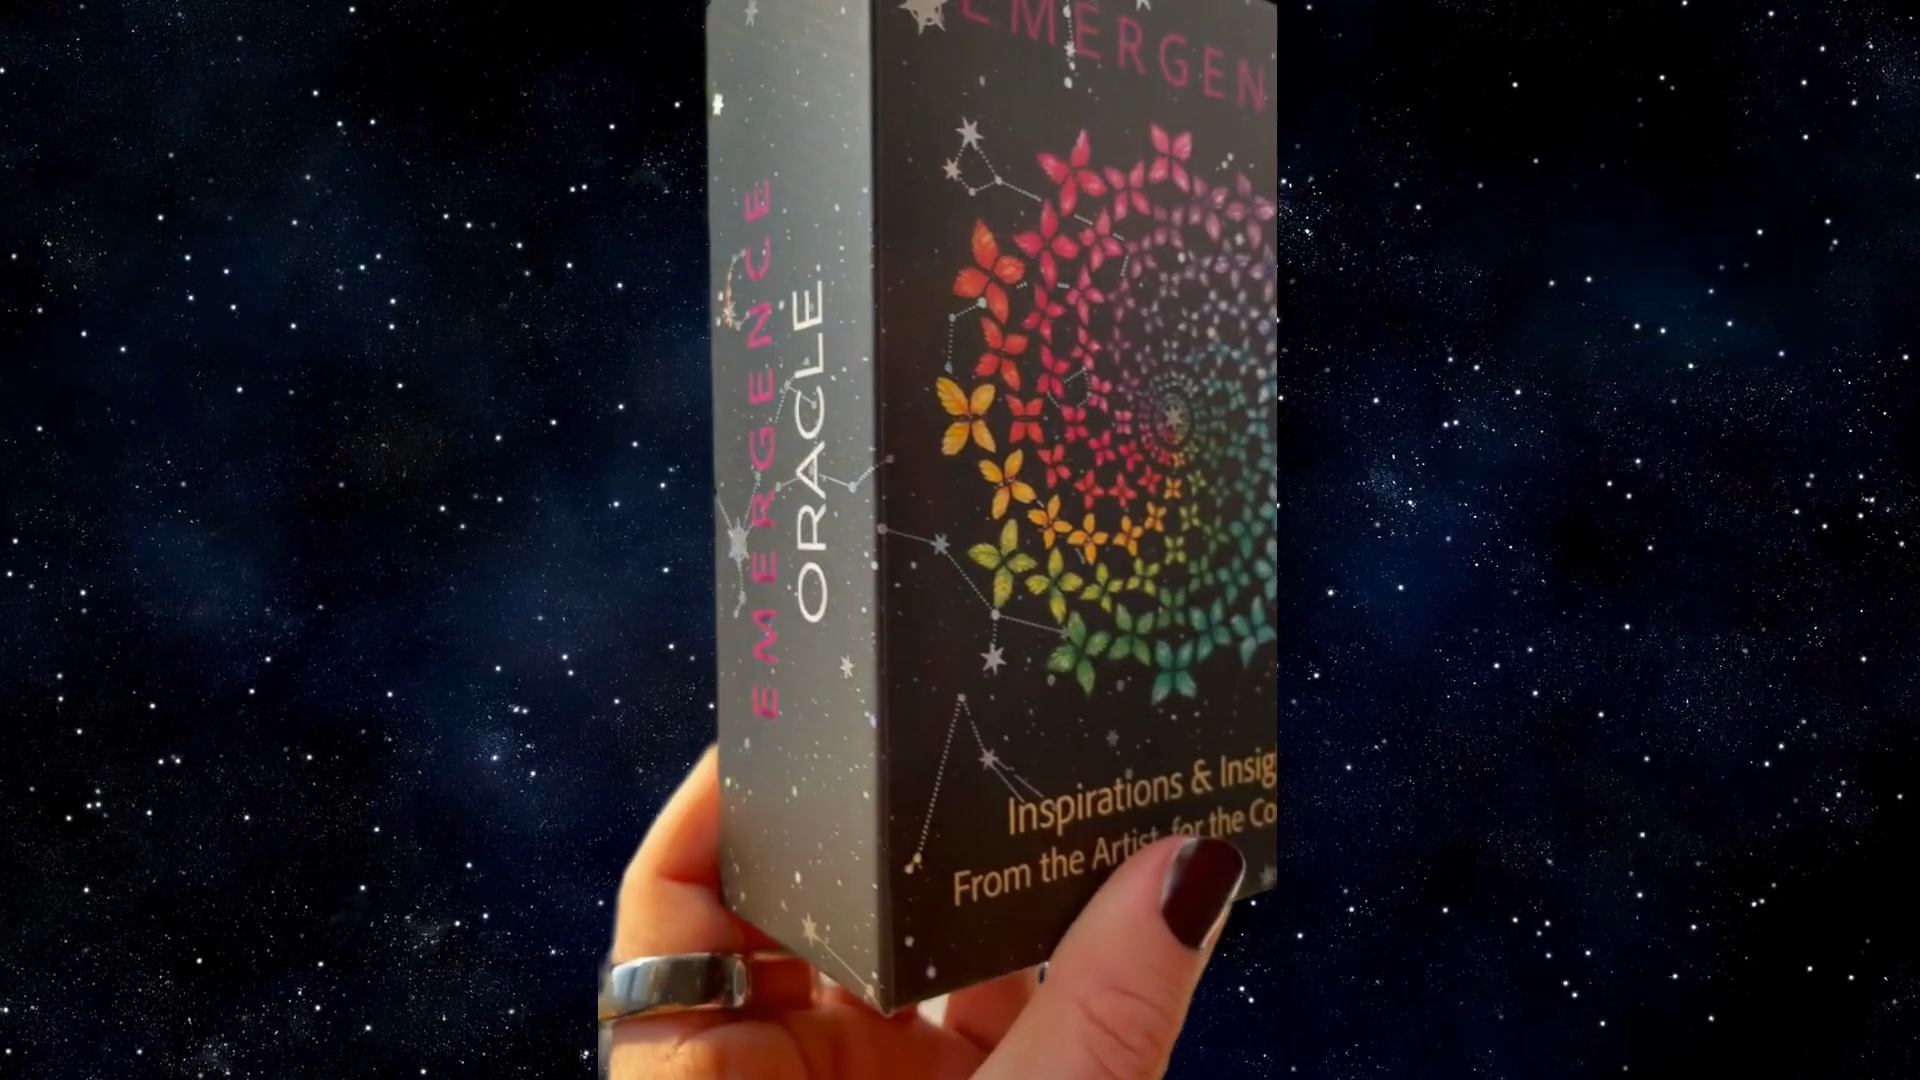 EMERGENCE
ORACLE
EMERGEN
Inspirations & Insig
From the Artist, for the Co